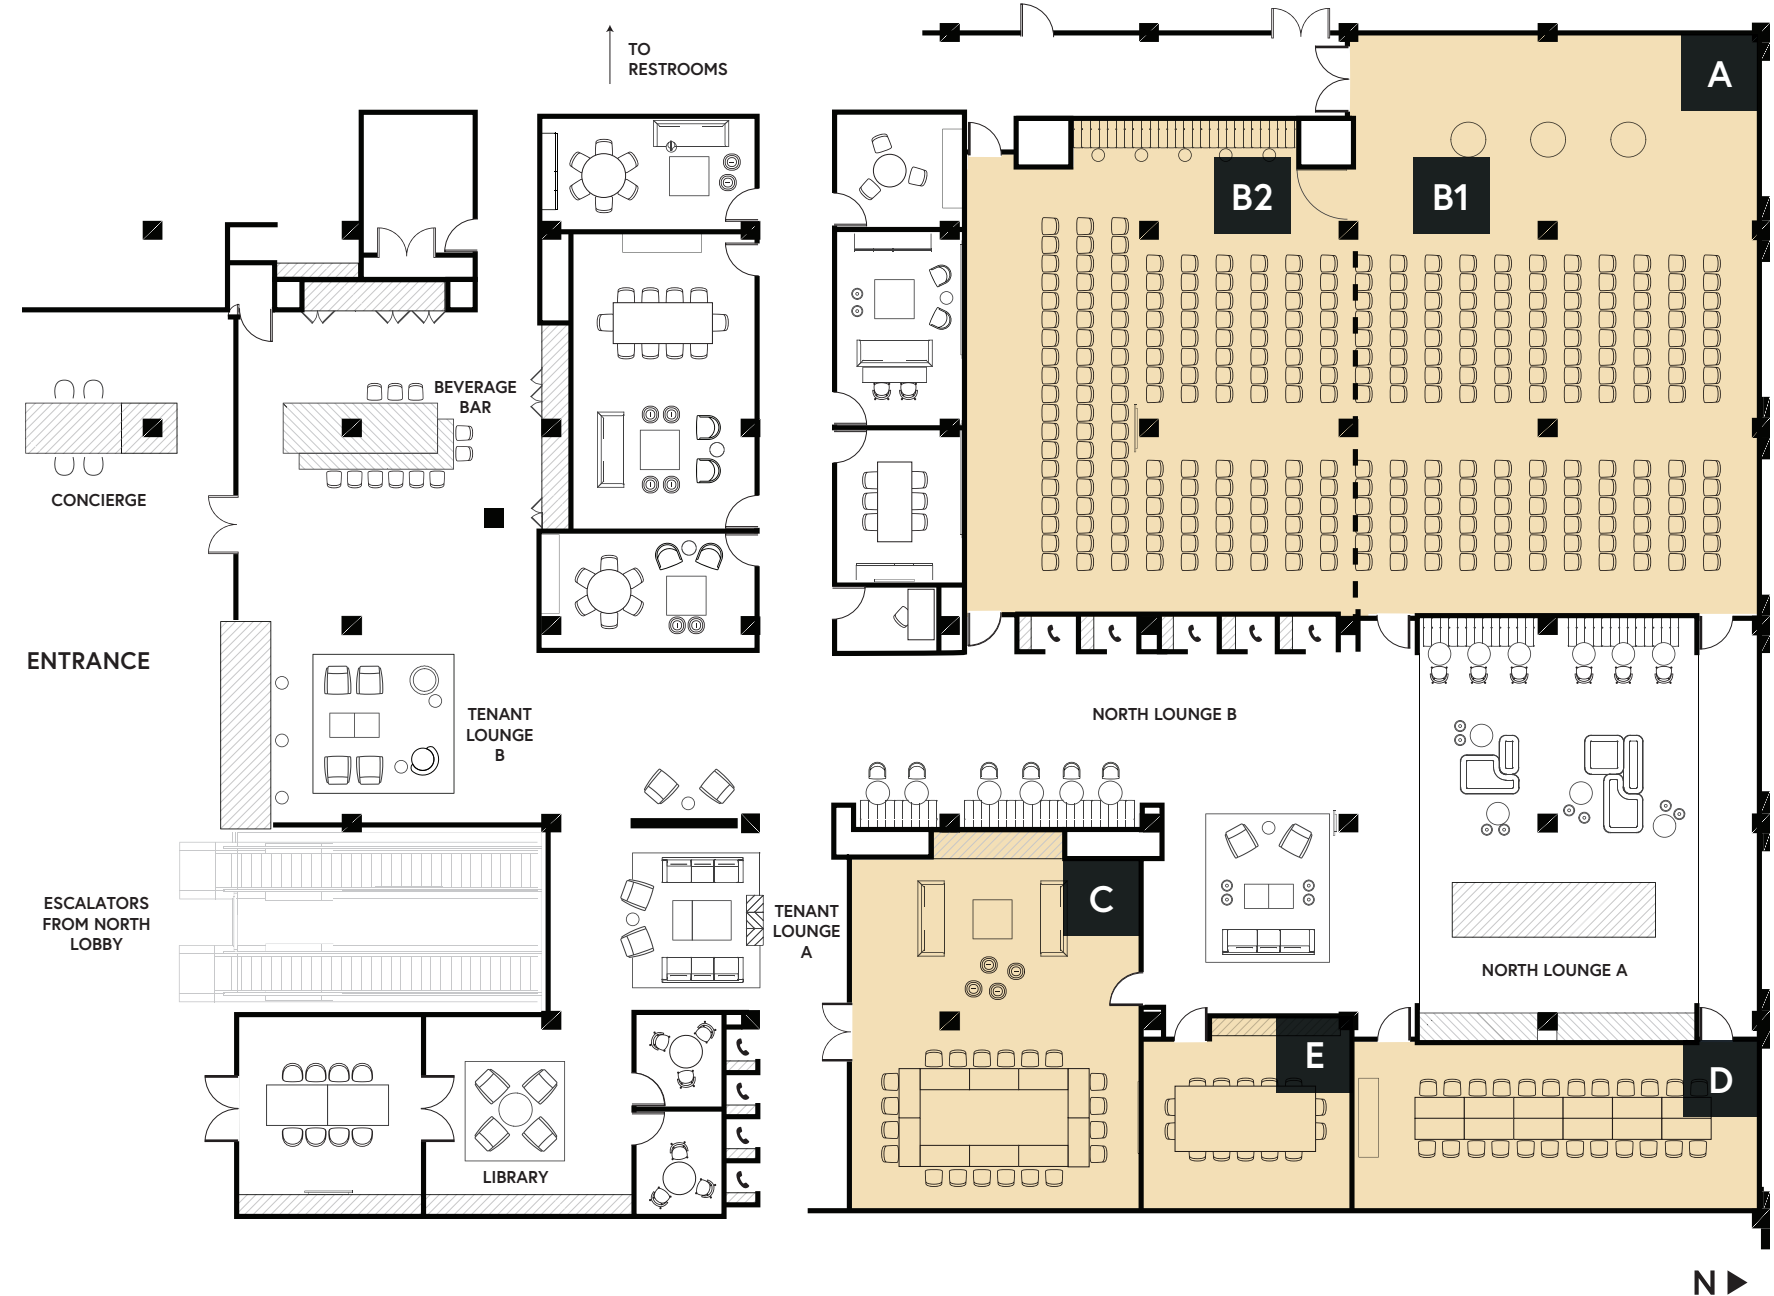 TO
RESTROOMS
A
B2
B1
BEVERAGE
BAR
CONCIERGE
ENTRANCE
TENANT
LOUNGE
B
NORTH LOUNGE B
ESCALATORS
FROM NORTH
LOBBY
TENANT
LOUNGE
A
C
NORTH LOUNGE A
E
D
LIBRARY
N